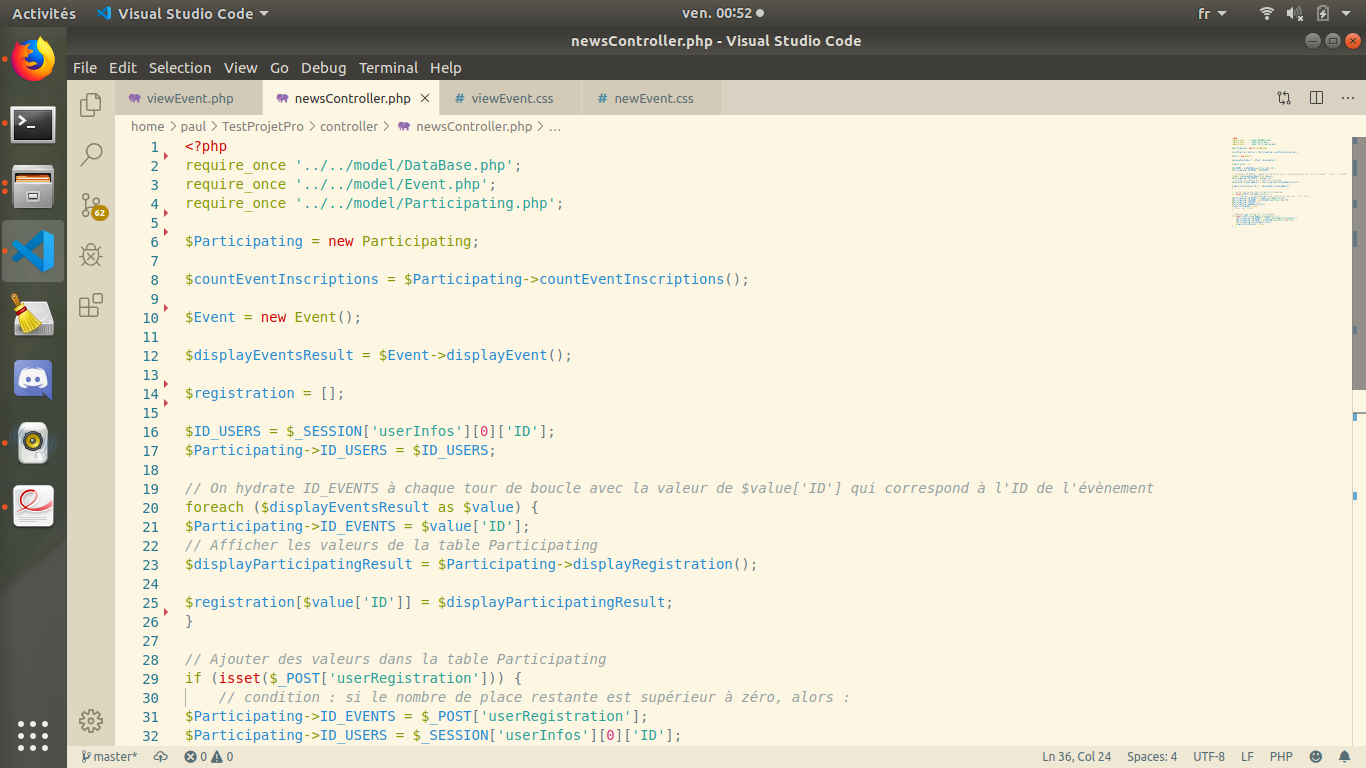 Activités Visual Studio Code ven. 00:52 fr
newsController.php - Visual Studio Code
File Edit Selection View Go Debug Terminal Help
viewEvent.php newsController.php viewEvent.css newEvent.css
home > paul > TestProjetPro > controller > newsController.php > ...
1 <?php
2 require_once '../../model/DataBase.php';
3 require_once '../../model/Event.php';
4 require_once '../../model/Participating.php';
5
6 $Participating = new Participating;
7
8 $countEventInscriptions = $Participating->countEventInscriptions();
9
10 $Event = new Event();
11
12 $displayEventsResult = $Event->displayEvent();
13
14 $registration = [];
15
16 $ID_USERS = $_SESSION['userInfos'][0]['ID'];
17 $Participating->ID_USERS = $ID_USERS;
18
19 // On hydrate ID_EVENTS à chaque tour de boucle avec la valeur de $value['ID'] qui correspond à l'ID de l'évènement
20 foreach ($displayEventsResult as $value) {
21 $Participating->ID_EVENTS = $value['ID'];
22 // Afficher les valeurs de la table Participating
23 $displayParticipatingResult = $Participating->displayRegistration();
24
25 $registration[$value['ID']] = $displayParticipatingResult;
26 }
27
28 // Ajouter des valeurs dans la table Participating
29 if (isset($_POST['userRegistration'])) {
30 // condition : si le nombre de place restante est supérieur à zéro, alors :
31 $Participating->ID_EVENTS = $_POST['userRegistration'];
32 $Participating->ID_USERS = $_SESSION['userInfos'][0]['ID'];
62
master* 0 0 Ln 36, Col 24 Spaces: 4 UTF-8 LF PHP